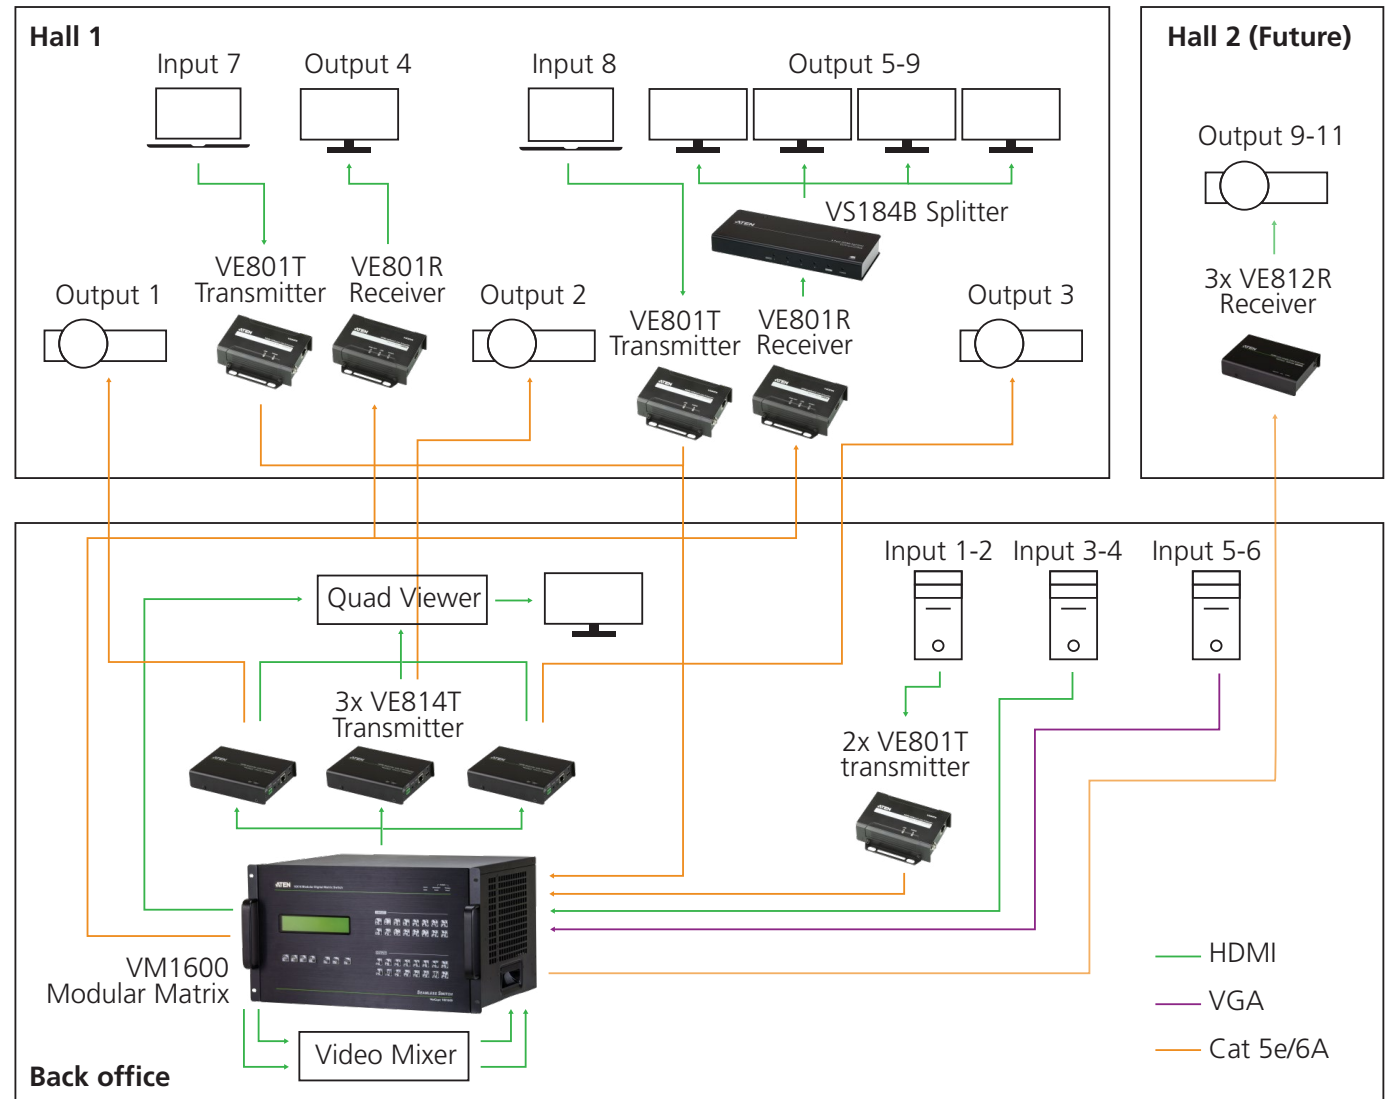 Hall 1
Hall 2 (Future)
Input 7
Output 4
Input 8
Output 5-9
Output 9-11
VS184B Splitter
VE801T
Transmitter
VE801R
Receiver
3x VE812R
Receiver
Output 1
Output 2
Output 3
VE801T
Transmitter
VE801R
Receiver
Input 1-2
Input 3-4
Input 5-6
Quad Viewer
3x VE814T
Transmitter
2x VE801T
transmitter
ATEN
VM1600
Modular Matrix
Video Mixer
HDMI
VGA
Cat 5e/6A
Back office